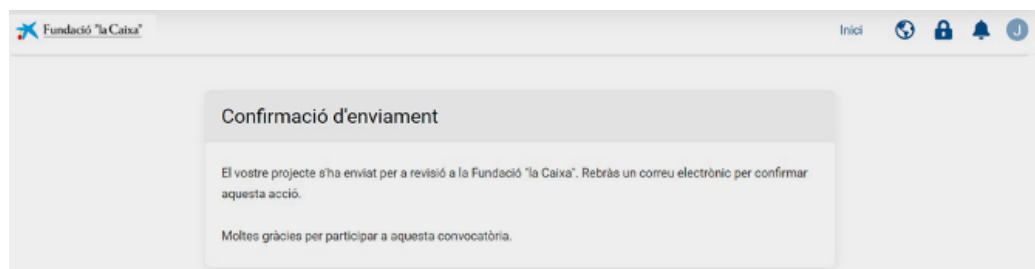 Fundació "la Caixa"
Inici
J
Confirmació d'enviament
El vostre projecte s'ha enviat per a revisió a la Fundació "la Caixa". Rebràs un correu electrònic per confirmar
aquesta acció.
Moltes gràcies per participar a aquesta convocatòria.